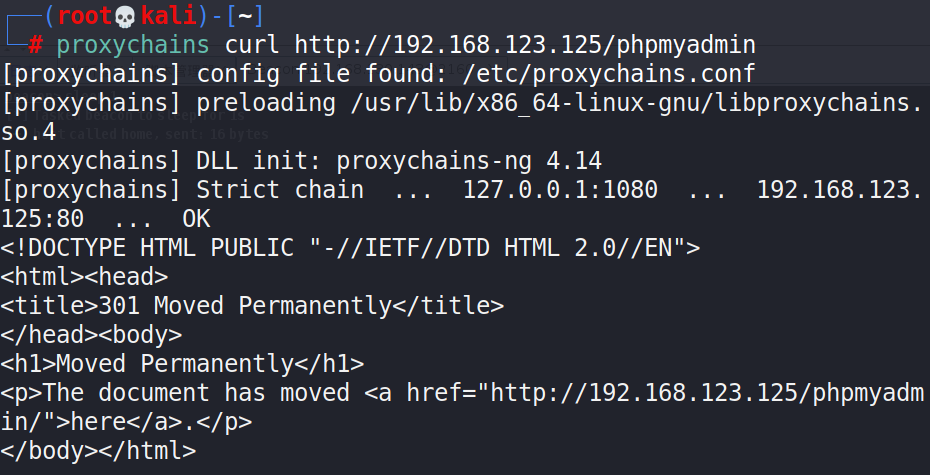 (root💀kali)-[~]
# proxychains curl http://192.168.123.125/phpmyadmin
[proxychains] config file found: /etc/proxychains.conf
[proxychains] preloading /usr/lib/x86_64-linux-gnu/libproxychains.
so.4
[proxychains] DLL init: proxychains-ng 4.14
[proxychains] Strict chain  ...  127.0.0.1:1080  ...  192.168.123.
125:80  ...  OK
<!DOCTYPE HTML PUBLIC "-//IETF//DTD HTML 2.0//EN">
<html><head>
<title>301 Moved Permanently</title>
</head><body>
<h1>Moved Permanently</h1>
<p>The document has moved <a href="http://192.168.123.125/phpmyadm
in/">here</a>.</p>
</body></html>